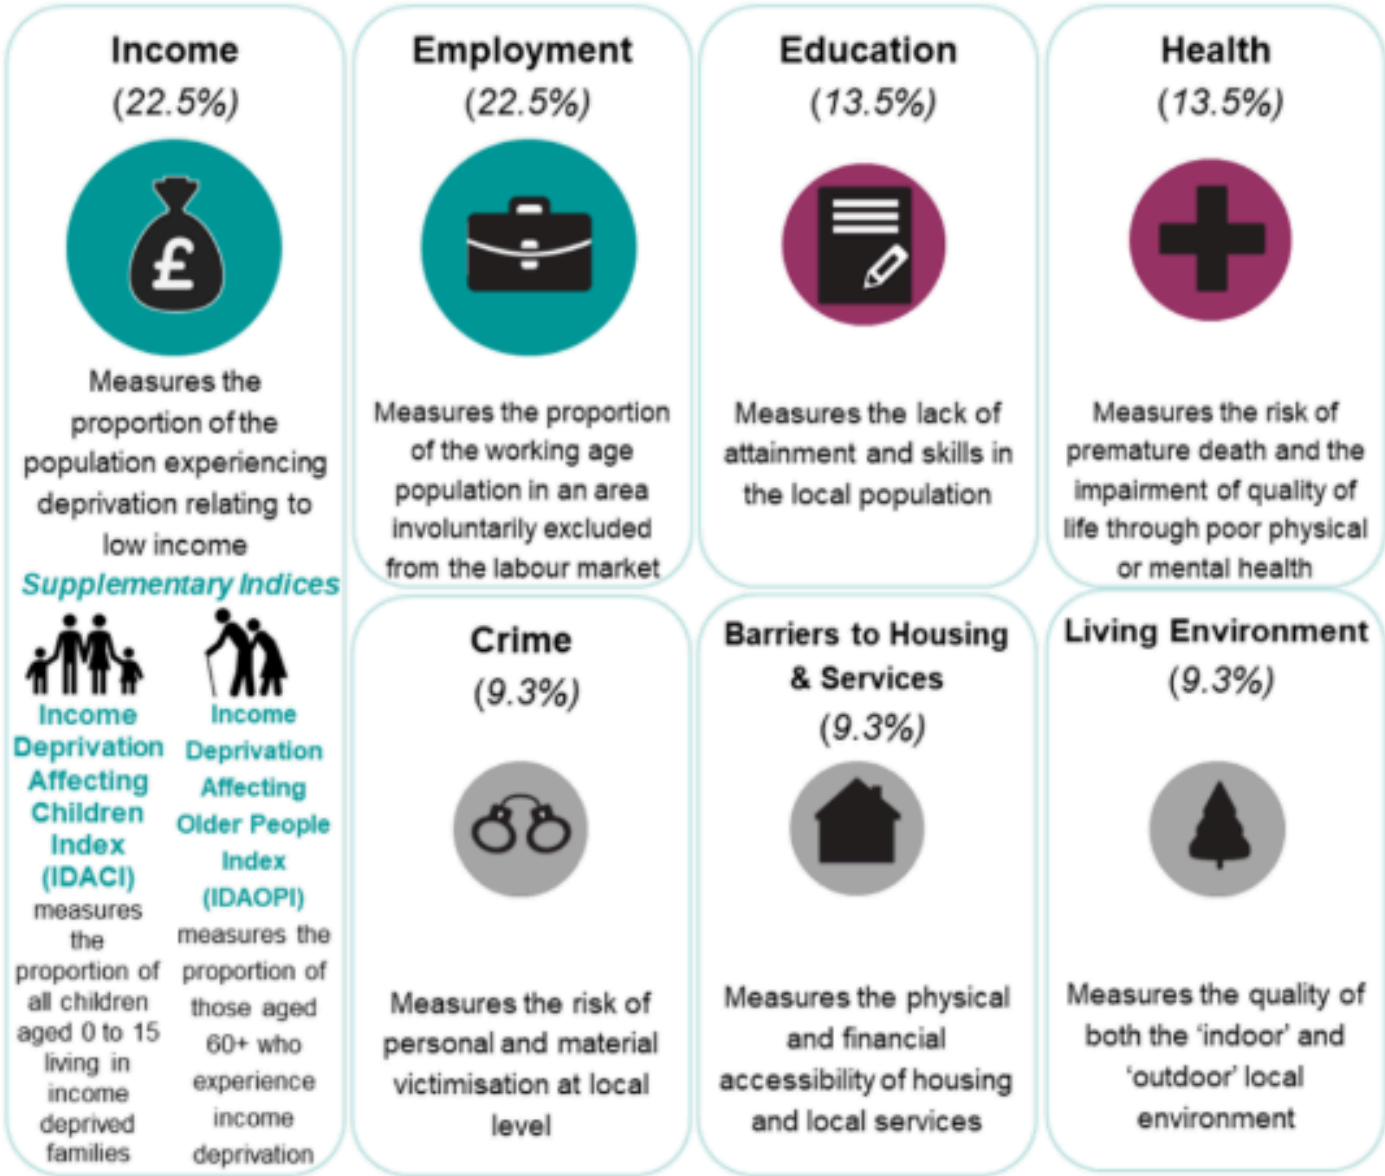 Income
(22.5%)
£
Measures the
proportion of the
population experiencing
deprivation relating to
low income
Supplementary Indices
Income
Deprivation
Affecting
Children
Index
(IDACI)
measures
the
proportion of
all children
aged 0 to 15
living in
income
deprived
families
Income
Deprivation
Affecting
Older People
Index
(IDAOPI)
measures the
proportion of
those aged
60+ who
experience
income
deprivation
Employment
(22.5%)
Measures the proportion
of the working age
population in an area
involuntarily excluded
from the labour market
Education
(13.5%)
Measures the lack of
attainment and skills in
the local population
Health
(13.5%)
Measures the risk of
premature death and the
impairment of quality of
life through poor physical
or mental health
Crime
(9.3%)
Measures the risk of
personal and material
victimisation at local
level
Barriers to Housing
& Services
(9.3%)
Measures the physical
and financial
accessibility of housing
and local services
Living Environment
(9.3%)
Measures the quality of
both the ‘indoor’ and
‘outdoor’ local
environment